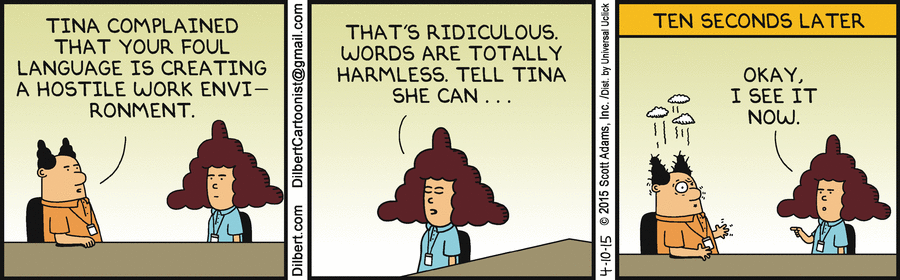 TINA COMPLAINED
THAT YOUR FOUL
LANGUAGE IS CREATING
A HOSTILE WORK ENVI-
RONMENT.
Dilbert.com DilbertCartoonist@gmail.com
THAT'S RIDICULOUS.
WORDS ARE TOTALLY
HARMLESS. TELL TINA
SHE CAN ...
4-10-15 © 2015 Scott Adams, Inc. /Dist. by Universal Uclick
TEN SECONDS LATER
OKAY,
I SEE IT
NOW.